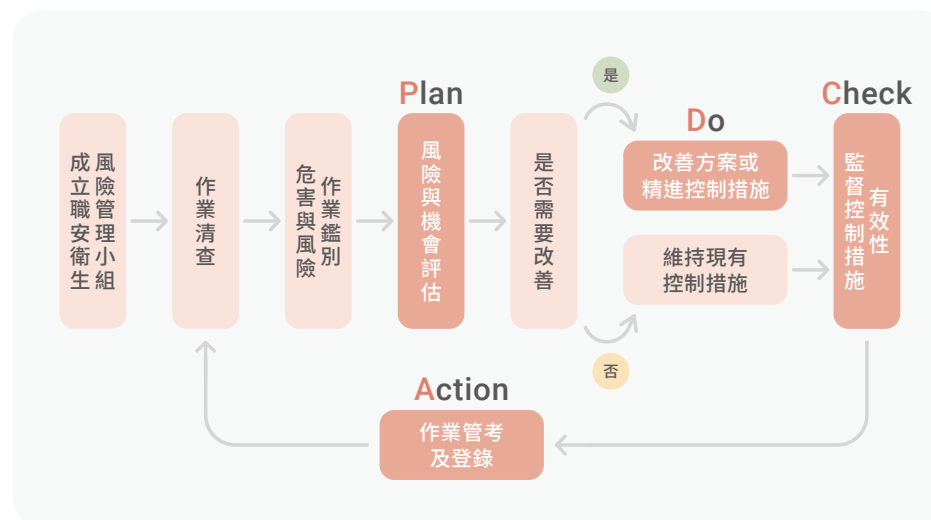 成立職安衛生
風險管理小組
作業清查
危害與風險
作業鑑別
Plan
風險與機會評估
是否需要改善
是
否
Do
改善方案或
精進控制措施
維持現有
控制措施
Check
監督控制措施
有效性
Action
作業管考
及登錄